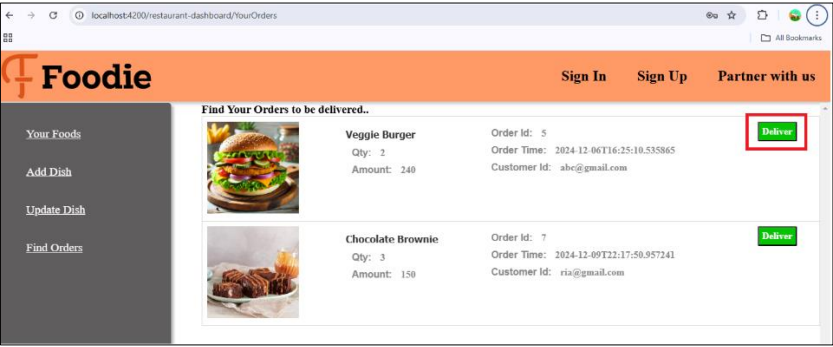 localhost:4200/restaurant-dashboard/YourOrders
All Bookmarks
Foodie
Sign In Sign Up Partner with us
Find Your Orders to be delivered..
Your Foods
Add Dish
Update Dish
Find Orders
Veggie Burger
Qty: 2
Amount: 240
Order Id: 5
Order Time: 2024-12-06T16:25:10.535865
Customer Id: abc@gmail.com
Deliver
Chocolate Brownie
Qty: 3
Amount: 150
Order Id: 7
Order Time: 2024-12-09T22:17:50.957241
Customer Id: ria@gmail.com
Deliver